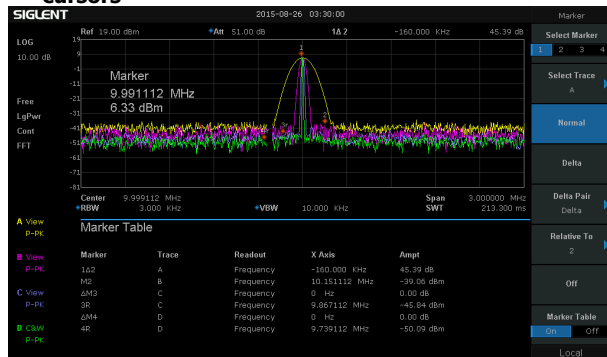 Cursors
SIGLENT 2015-08-26 03:30:00 Marker
Ref 19.00 dBm *Att 51.00 dB 1Δ2 -160.000 KHz 45.39 dB
LOG
10.00 dB
Free
LgPwr
Cont
FFT
19
9
-1
-11
-21
-31
-41
-51
-61
-71
-81
Marker
9.991112 MHz
6.33 dBm
1
2
3R
Center 9.999112 MHz Span 3.000000 MHz
*RBW 3.000 KHz *VBW 10.000 KHz SWT 213.300 ms
A View
P-PK
B View
P-PK
C View
P-PK
D C&W
P-PK
Marker Table
Marker Trace Readout X Axis Ampt
1Δ2 A Frequency -160.000 KHz 45.39 dB
M2 B Frequency 10.151112 MHz -39.06 dBm
ΔM3 C Frequency 0 Hz 0.00 dB
3R C Frequency 9.867112 MHz -45.84 dBm
ΔM4 D Frequency 0 Hz 0.00 dB
4R D Frequency 9.739112 MHz -50.09 dBm
Select Marker
1 2 3 4
Select Trace
A
Normal
Delta
Delta Pair
Delta
Relative To
2
Off
Marker Table
On Off
Local